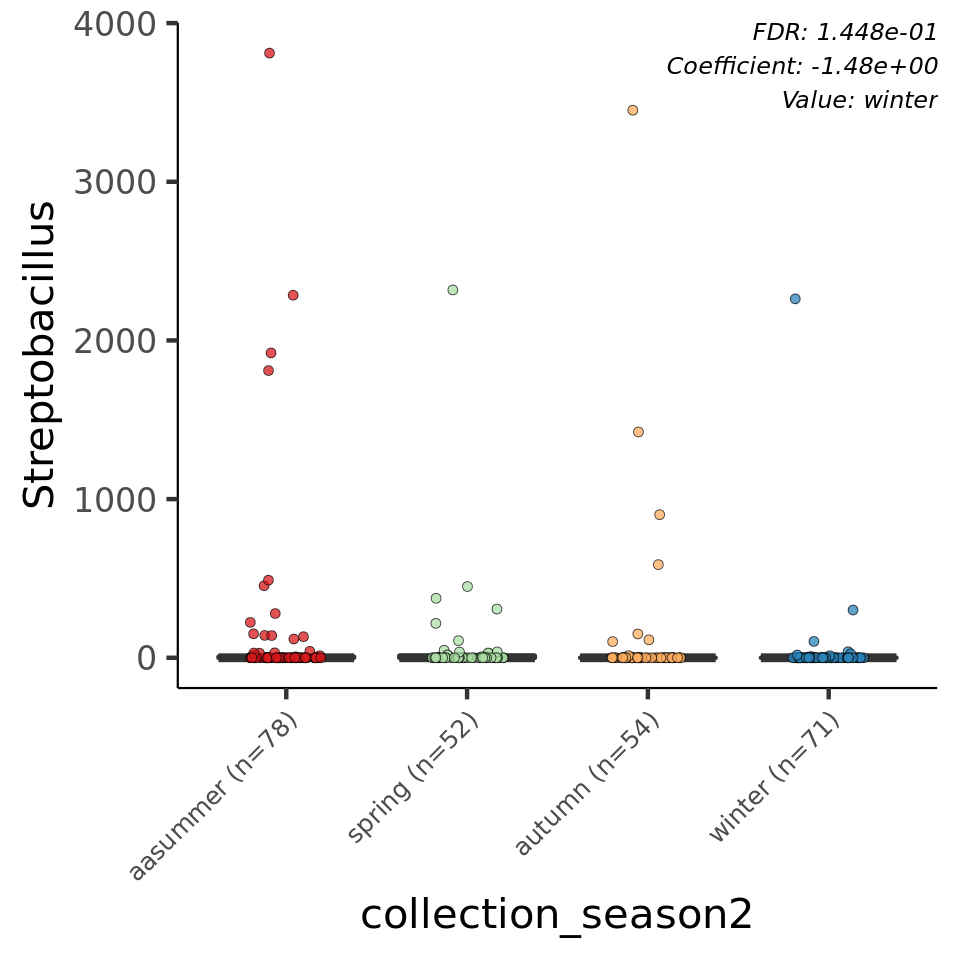 FDR: 1.448e-01
Coefficient: -1.48e+00
Value: winter
Streptobacillus
4000
3000
2000
1000
0
aasummer (n=78)
spring (n=52)
autumn (n=54)
winter (n=71)
collection_season2